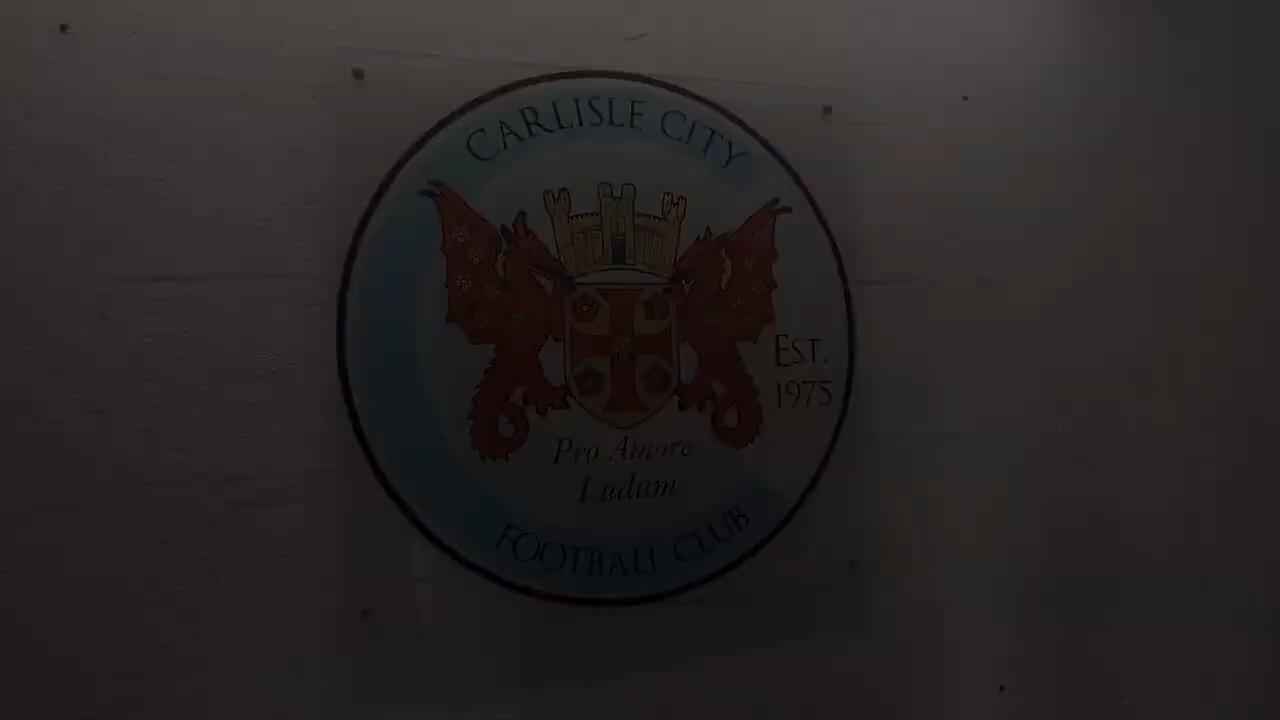 CARLISLE CITY
EST.
1975
Pro Amore
Ludum
FOOTBALL CLUB